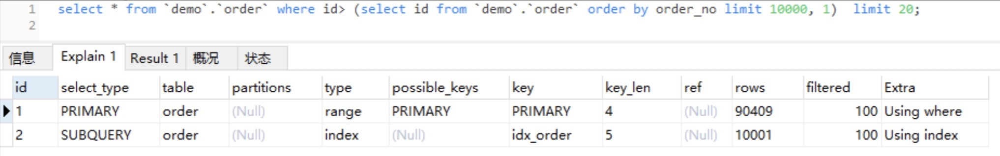 1 select * from `demo`.`order` where id> (select id from `demo`.`order` order by order_no limit 10000, 1)  limit 20;
2
信息 Explain 1 Result 1 概况 状态
id select_type table partitions type possible_keys key key_len ref rows filtered Extra
1 PRIMARY order (Null) range PRIMARY PRIMARY 4 (Null) 90409 100 Using where
2 SUBQUERY order (Null) index (Null) idx_order 5 (Null) 10001 100 Using index